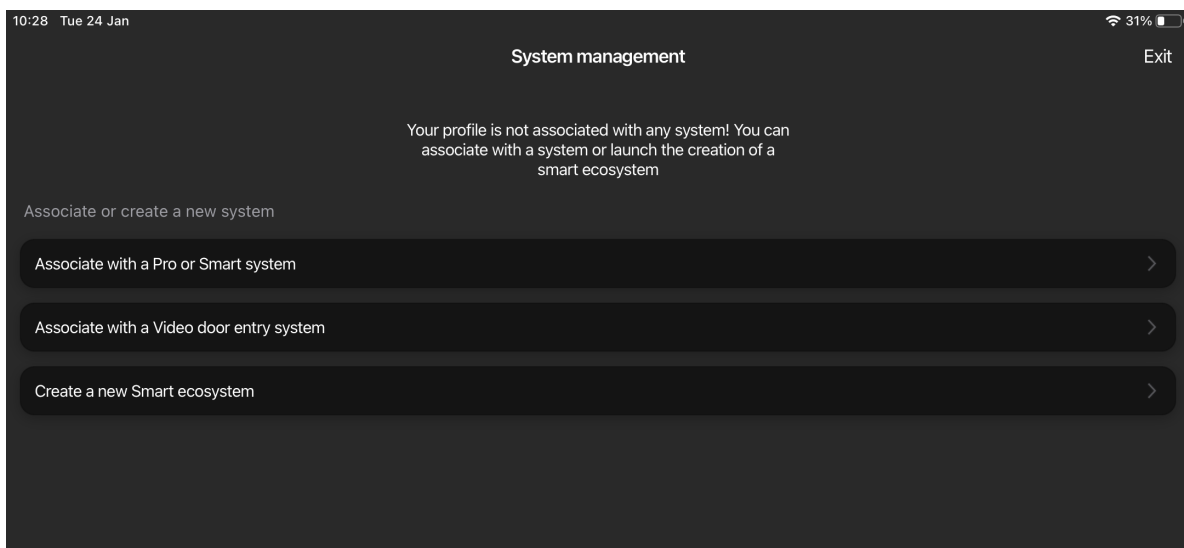 10:28 Tue 24 Jan
31%
System management
Exit
Your profile is not associated with any system! You can
associate with a system or launch the creation of a
smart ecosystem
Associate or create a new system
Associate with a Pro or Smart system
Associate with a Video door entry system
Create a new Smart ecosystem